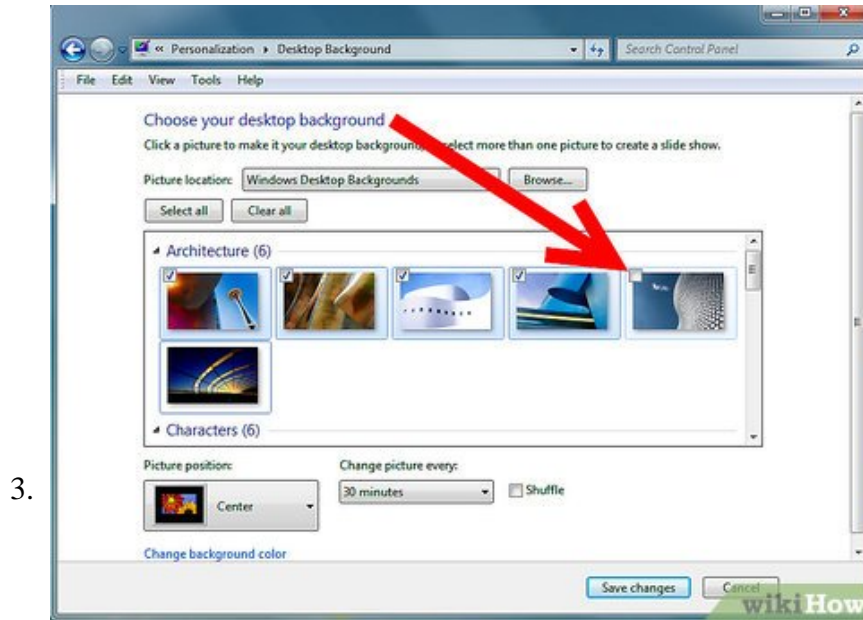 « Personalization ▸ Desktop Background
Search Control Panel
File Edit View Tools Help
Choose your desktop background
Click a picture to make it your desktop background, select more than one picture to create a slide show.
Picture location: Windows Desktop Backgrounds Browse...
Select all Clear all
Architecture (6)
Characters (6)
Picture position: Change picture every:
3.
Center 30 minutes Shuffle
Change background color
Save changes Cancel
wikiHow